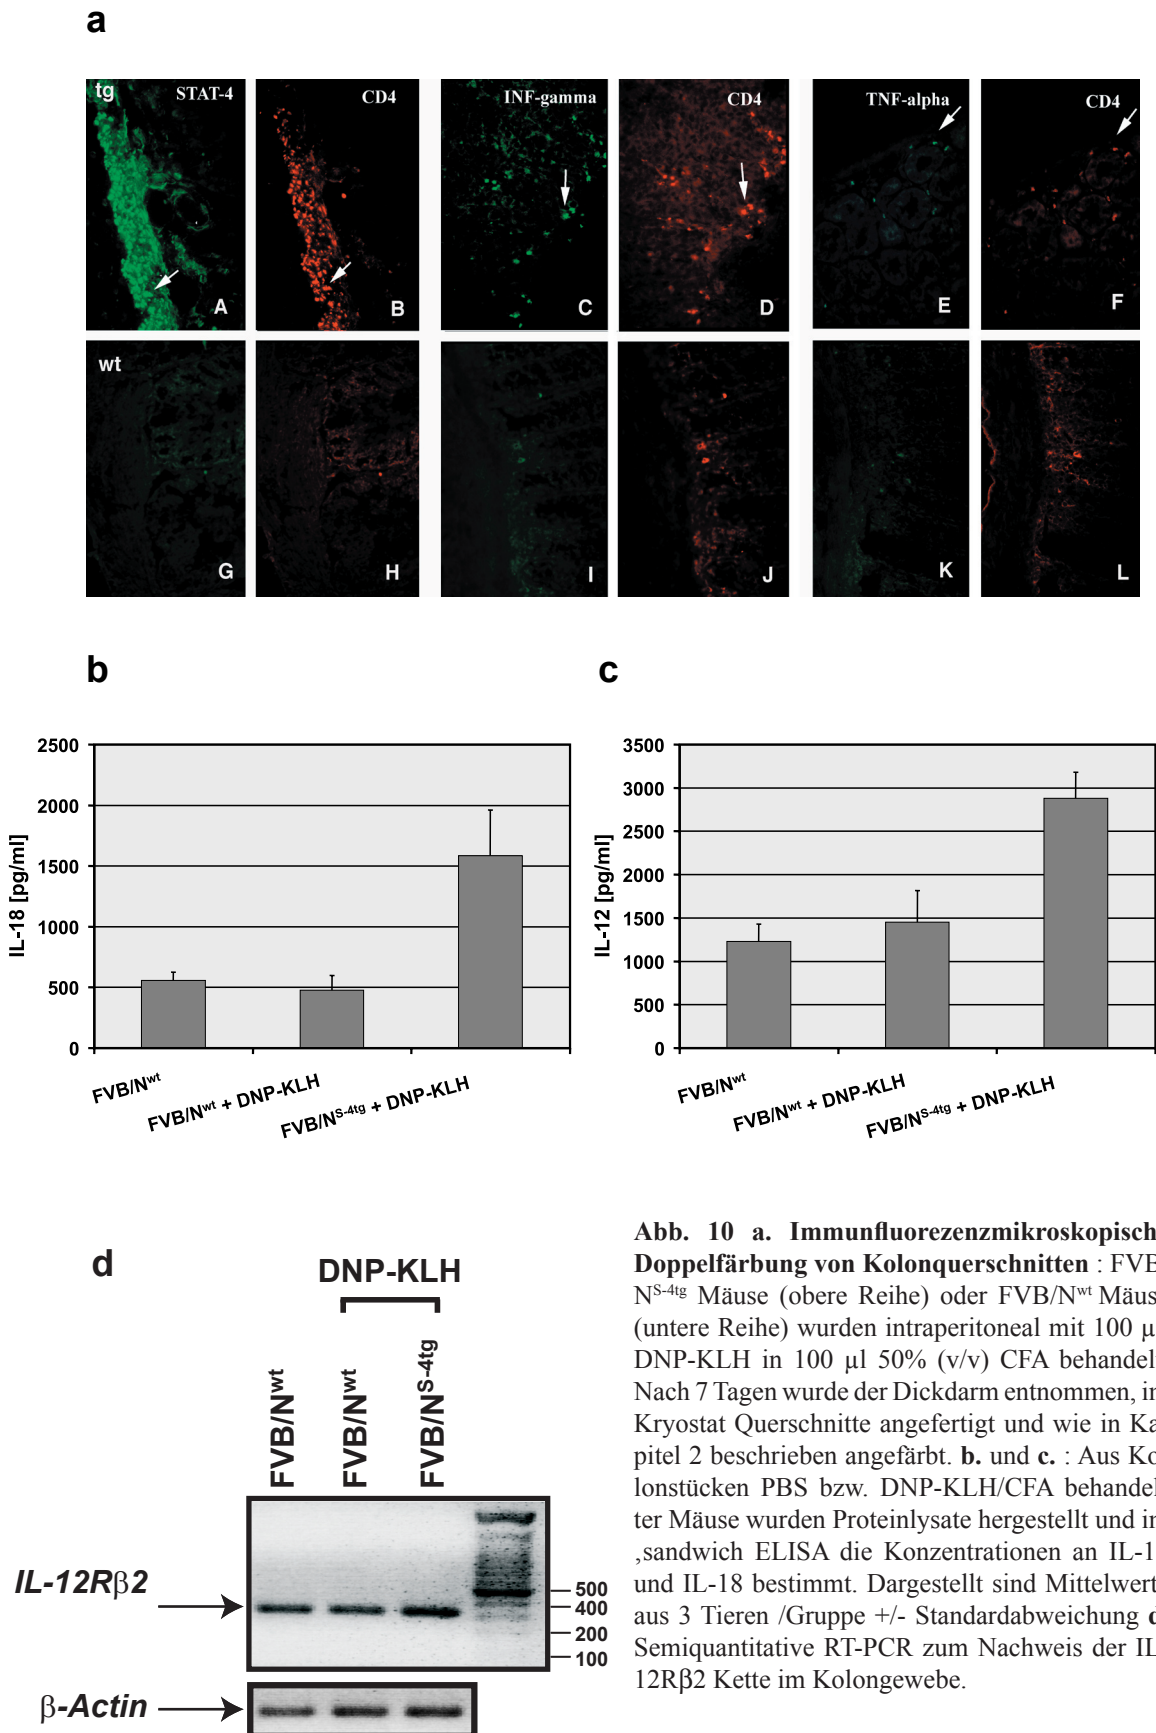 a
tg STAT-4 CD4 INF-gamma CD4 TNF-alpha CD4
A B C D E F
wt
G H I J K L
b
2500
2000
1500
1000
500
0
IL-18 [pg/ml]
FVB/Nwt
FVB/Nwt + DNP-KLH
FVB/NS-4tg + DNP-KLH
c
3500
3000
2500
2000
1500
1000
500
0
IL-12 [pg/ml]
FVB/Nwt
FVB/Nwt + DNP-KLH
FVB/NS-4tg + DNP-KLH
d
DNP-KLH
FVB/Nwt
FVB/Nwt
FVB/NS-4tg
IL-12Rβ2
500
400
200
100
β-Actin
Abb. 10 a. Immunfluorezenzmikroskopisch
Doppelfärbung von Kolonquerschnitten : FVB
NS-4tg Mäuse (obere Reihe) oder FVB/Nwt Mäus
(untere Reihe) wurden intraperitoneal mit 100 µ
DNP-KLH in 100 µl 50% (v/v) CFA behandel
Nach 7 Tagen wurde der Dickdarm entnommen, in
Kryostat Querschnitte angefertigt und wie in Ka
pitel 2 beschrieben angefärbt. b. und c. : Aus Ko
lonstücken PBS bzw. DNP-KLH/CFA behandel
ter Mäuse wurden Proteinlysate hergestellt und in
‚sandwich ELISA die Konzentrationen an IL-1
und IL-18 bestimmt. Dargestellt sind Mittelwert
aus 3 Tieren /Gruppe +/- Standardabweichung d
Semiquantitative RT-PCR zum Nachweis der IL
12Rβ2 Kette im Kolongewebe.